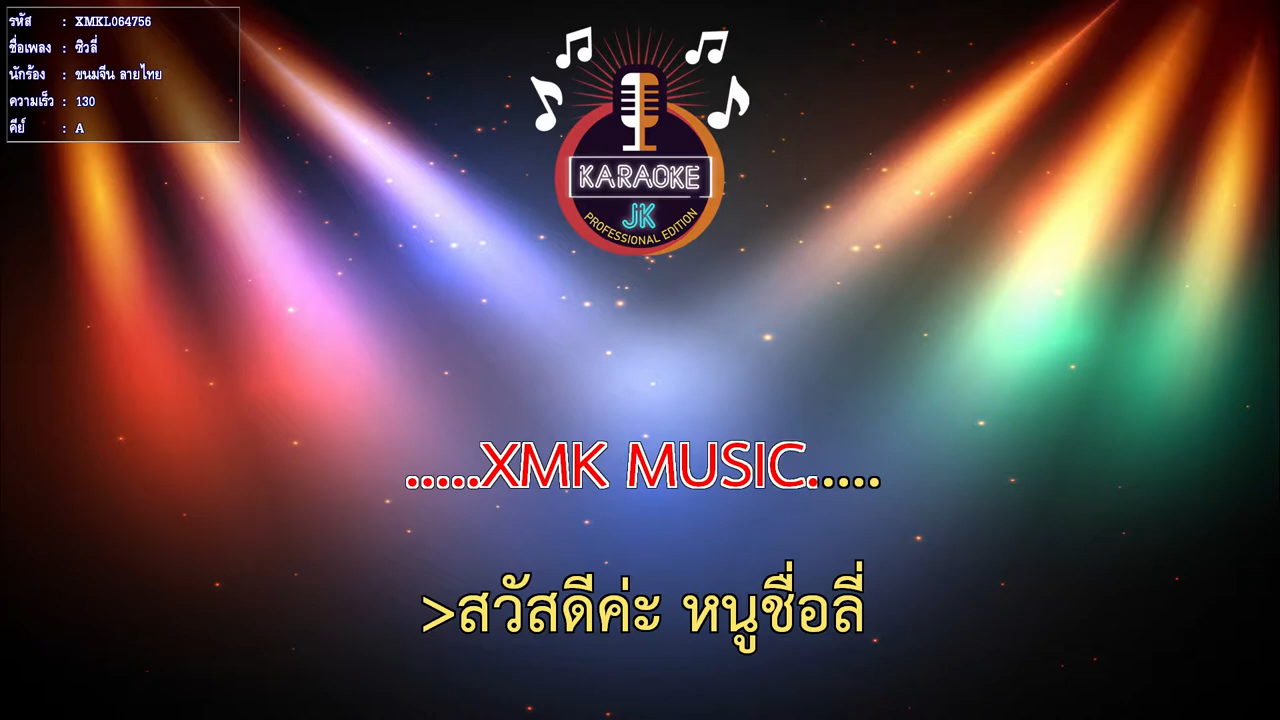 รหัส : XMKL064756
ชื่อเพลง : ซิวลี่
นักร้อง : ขนมจีน ลายไทย
ความเร็ว : 130
คีย์ : A
KARAOKE
JK
PROFESSIONAL EDITION
.....XMK MUSIC.....
>สวัสดีค่ะ หนูชื่อลี่